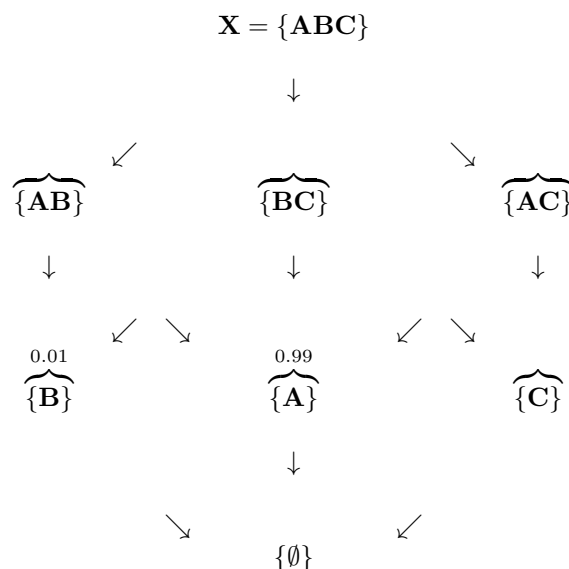 X = {ABC}
↓
↙ ↘
{AB} {BC} {AC}
↓ ↓ ↓
↙ ↘ ↙ ↘
0.01 0.99
{B} {A} {C}
↓
↘ ↙
{∅}